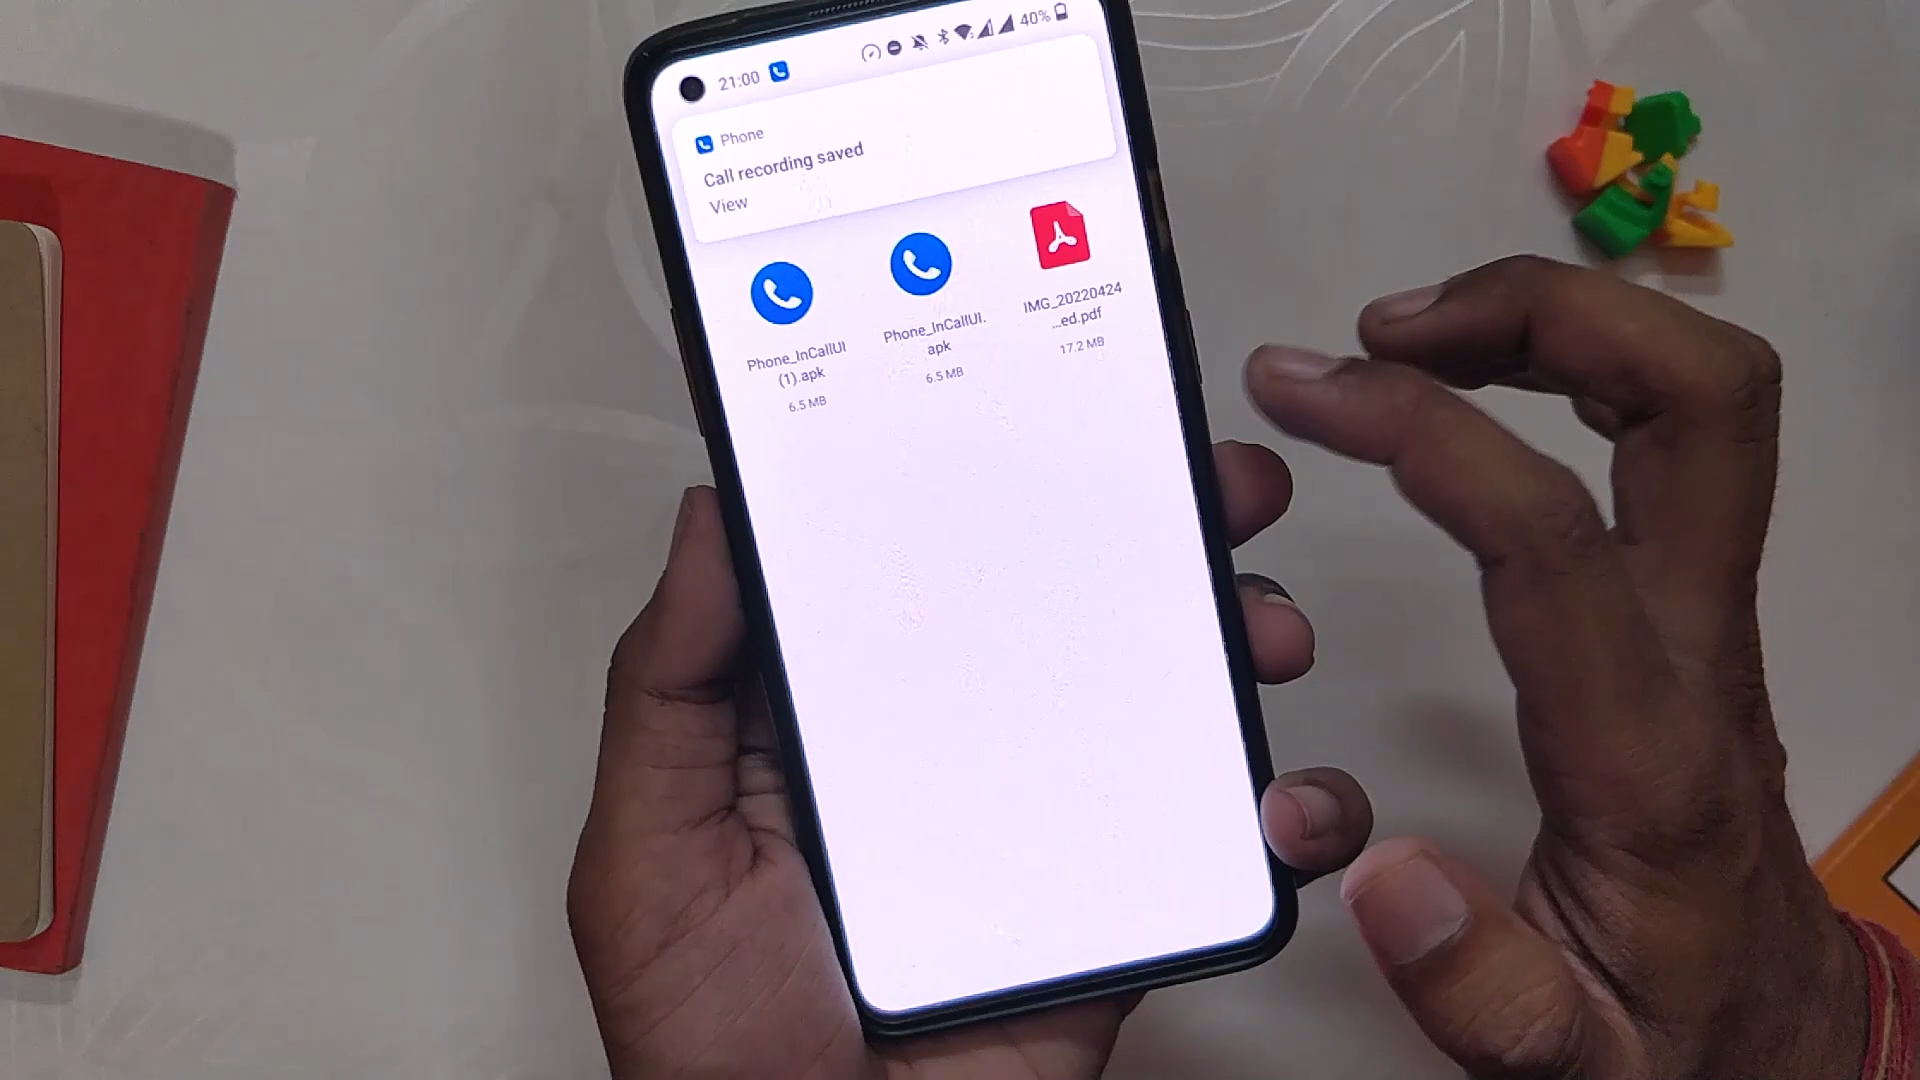 21:00
40%
Phone
Call recording saved
View
Phone_InCallUI
(1).apk
6.5 MB
Phone_InCallUI.
apk
6.5 MB
IMG_20220424
...ed.pdf
17.2 MB